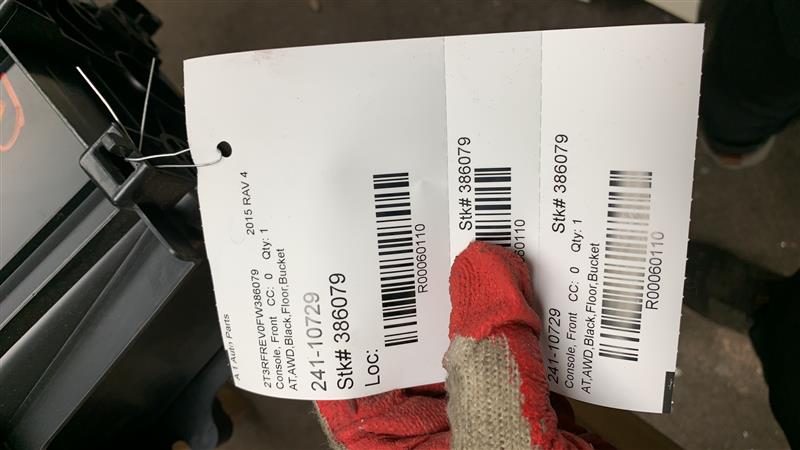 A 1 Auto Parts
2T3RFREV0FW386079 2015 RAV 4
Console, Front CC: 0 Qty: 1
AT,AWD,Black,Floor,Bucket
241-10729
Stk# 386079
Loc:
R00060110
Stk# 386079
60110
Stk# 386079
241-10729
Console, Front CC: 0 Qty: 1
AT,AWD,Black,Floor,Bucket
R00060110